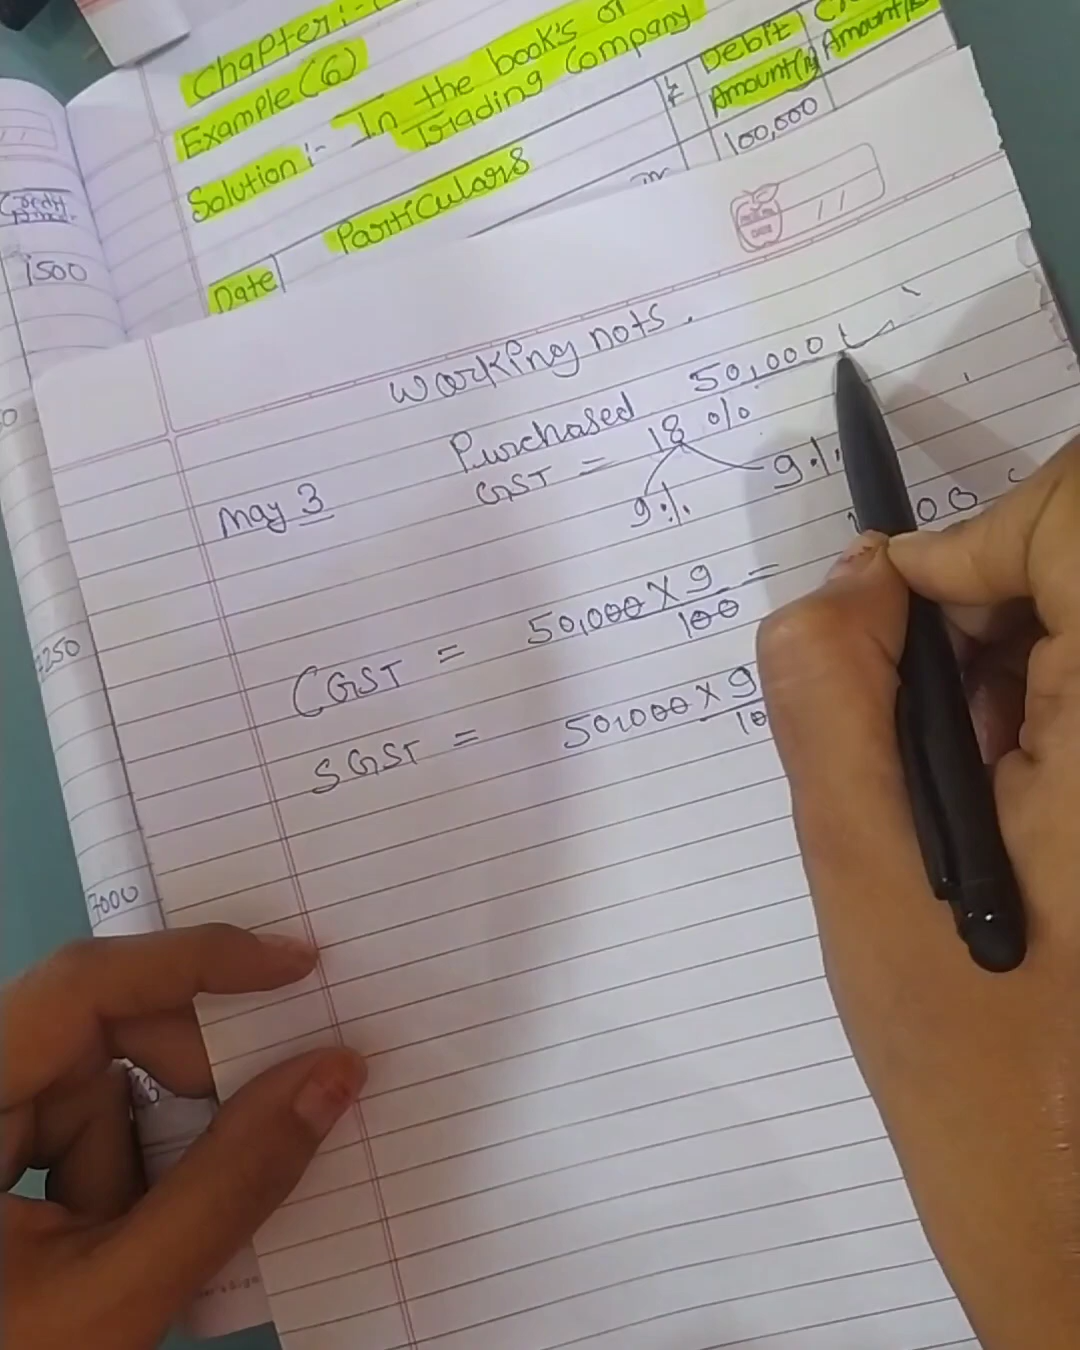 Chapter:-
Example (6)
Solution:- In the book's of
Trading Company
Date
Particulars
Debit
Amount(₹)
Amount(₹)
100,000
Credit
1500
250
7000
Working nots.
may 3
Purchased 50,000
GST = 18 %
9% 9%
CGST = 50,000 X 9 =
100
SGST = 50,000 X 9
10